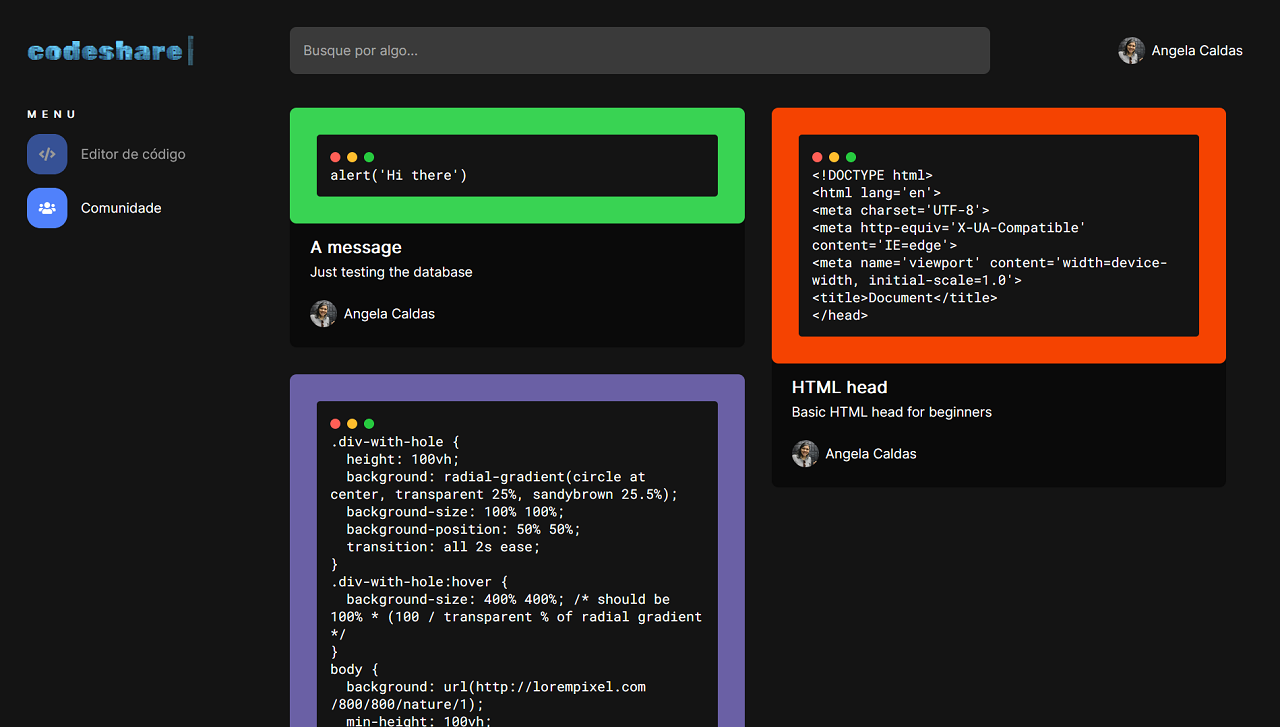 codeshare
Busque por algo...
Angela Caldas
MENU
Editor de código
Comunidade
alert('Hi there')
A message
Just testing the database
Angela Caldas
.div-with-hole {
height: 100vh;
background: radial-gradient(circle at
center, transparent 25%, sandybrown 25.5%);
background-size: 100% 100%;
background-position: 50% 50%;
transition: all 2s ease;
}
.div-with-hole:hover {
background-size: 400% 400%; /* should be
100% * (100 / transparent % of radial gradient
*/
}
body {
background: url(http://lorempixel.com
/800/800/nature/1);
min-height: 100vh;
<!DOCTYPE html>
<html lang='en'>
<meta charset='UTF-8'>
<meta http-equiv='X-UA-Compatible'
content='IE=edge'>
<meta name='viewport' content='width=device-
width, initial-scale=1.0'>
<title>Document</title>
</head>
HTML head
Basic HTML head for beginners
Angela Caldas